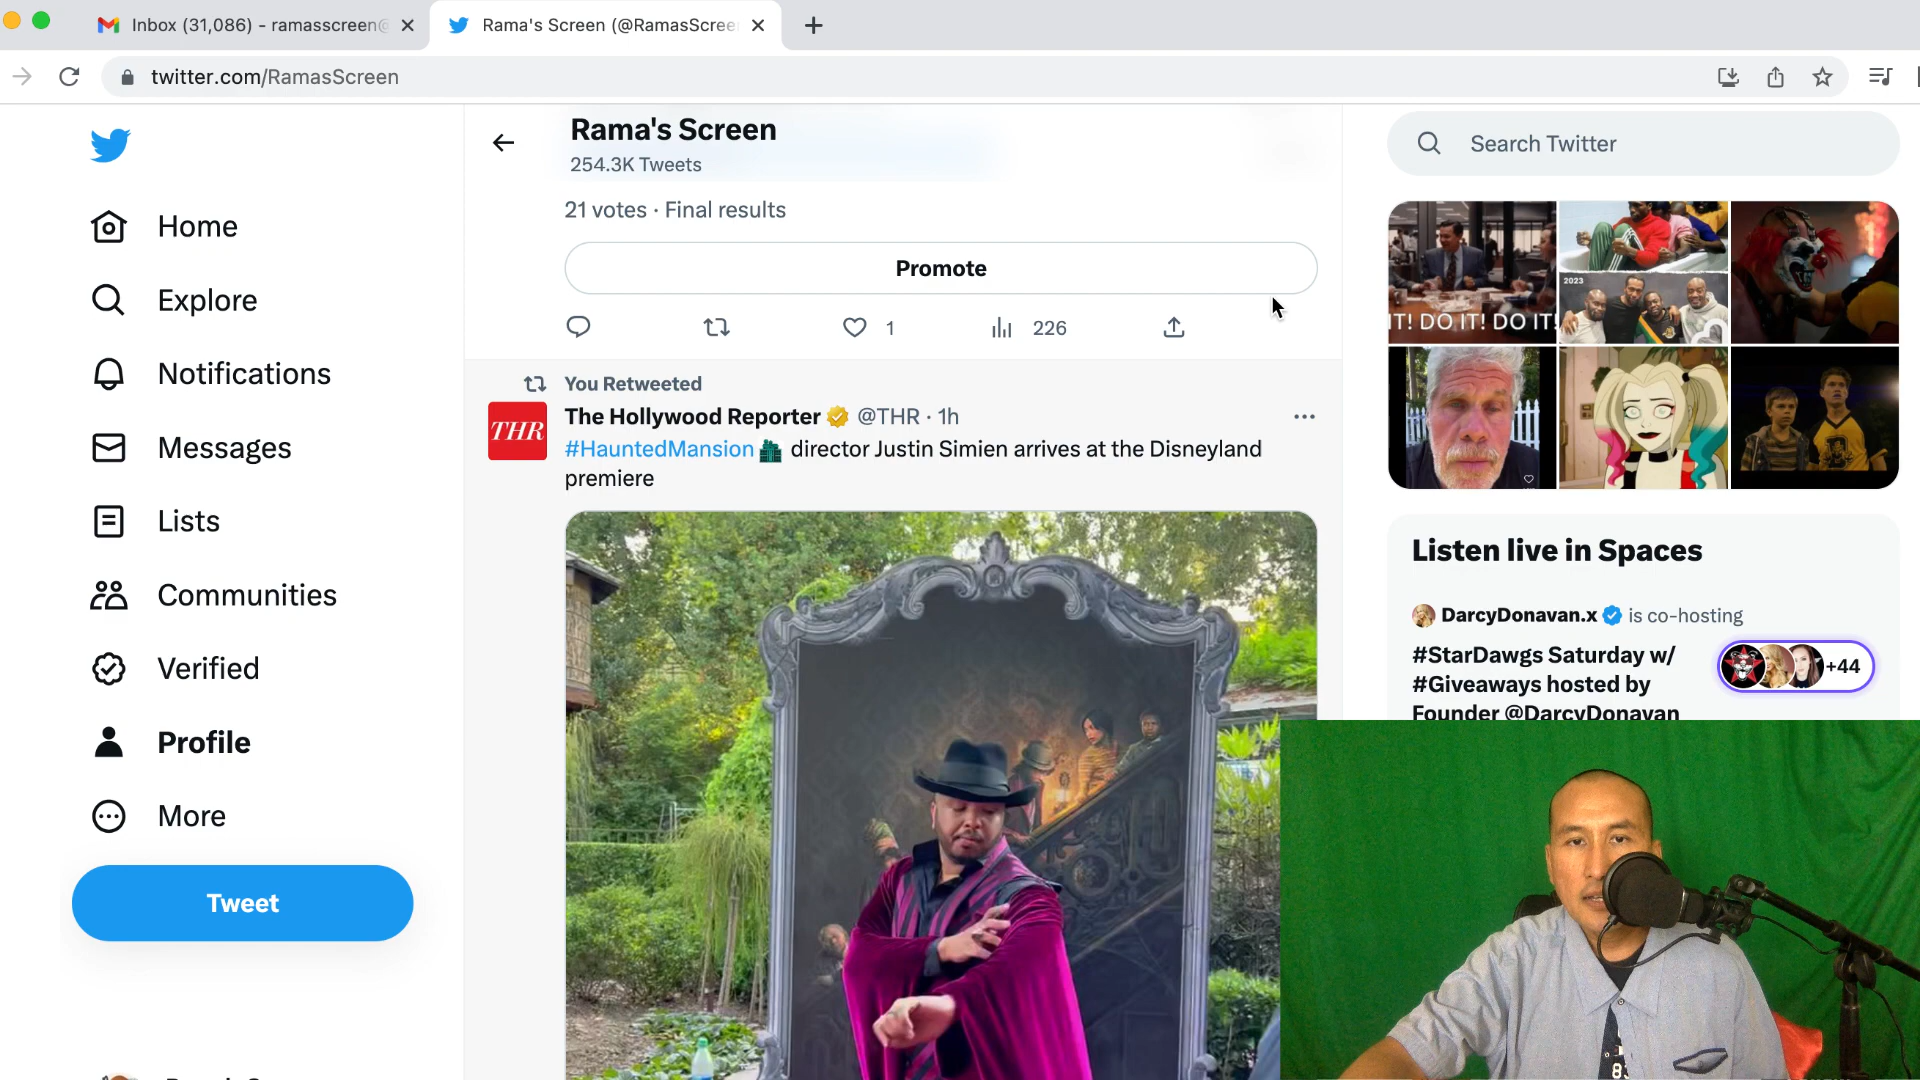 Inbox (31,086) - ramasscreen@
Rama's Screen (@RamasScree
twitter.com/RamasScreen
Rama's Screen
254.3K Tweets
Search Twitter
21 votes · Final results
Promote
1
226
Home
Explore
Notifications
Messages
Lists
Communities
Verified
Profile
More
Tweet
You Retweeted
THR
The Hollywood Reporter @THR · 1h
#HauntedMansion director Justin Simien arrives at the Disneyland
premiere
IT! DO IT! DO IT!
2023
Listen live in Spaces
DarcyDonavan.x is co-hosting
#StarDawgs Saturday w/
#Giveaways hosted by
Founder @DarcyDonavan
+44